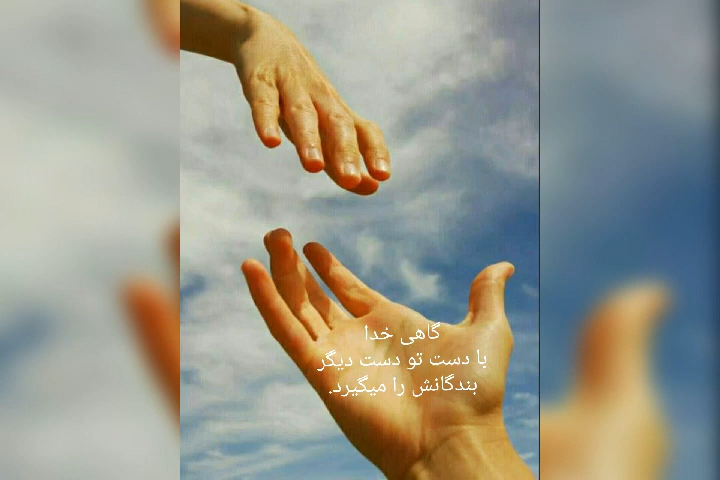 گاهی خدا
با دست تو دست دیگر
بندگانش را میگیرد.